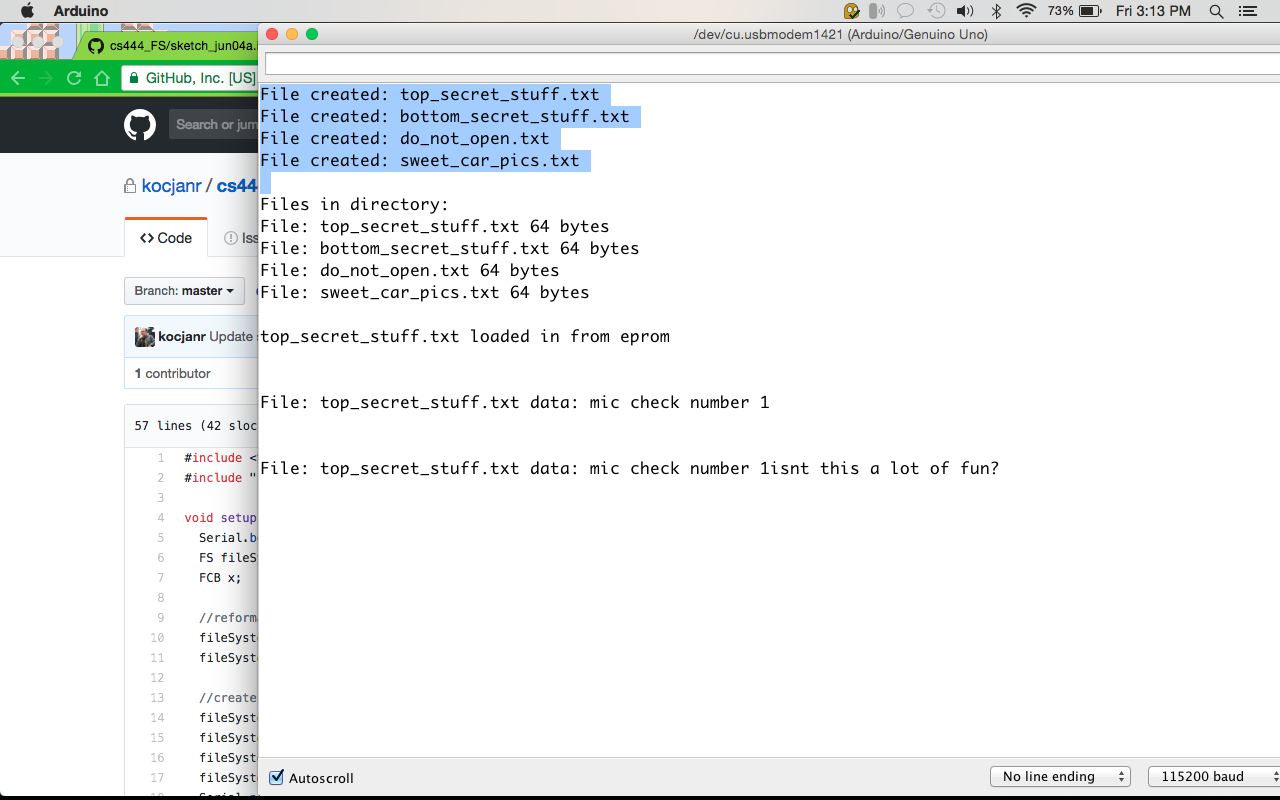 Arduino
73%
Fri 3:13 PM
cs444_FS/sketch_jun04a.i
GitHub, Inc. [US]
Search or jum
kocjanr / cs44
Code
Iss
Branch: master
kocjanr Update
1 contributor
57 lines (42 sloc
1 #include <
2 #include "
3
4 void setup
5 Serial.b
6 FS fileS
7 FCB x;
8
9 //reform
10 fileSyst
11 fileSyst
12
13 //create
14 fileSyst
15 fileSyst
16 fileSyst
17 fileSyst
/dev/cu.usbmodem1421 (Arduino/Genuino Uno)
File created: top_secret_stuff.txt
File created: bottom_secret_stuff.txt
File created: do_not_open.txt
File created: sweet_car_pics.txt
Files in directory:
File: top_secret_stuff.txt 64 bytes
File: bottom_secret_stuff.txt 64 bytes
File: do_not_open.txt 64 bytes
File: sweet_car_pics.txt 64 bytes
top_secret_stuff.txt loaded in from eprom
File: top_secret_stuff.txt data: mic check number 1
File: top_secret_stuff.txt data: mic check number 1isnt this a lot of fun?
Autoscroll
No line ending
115200 baud